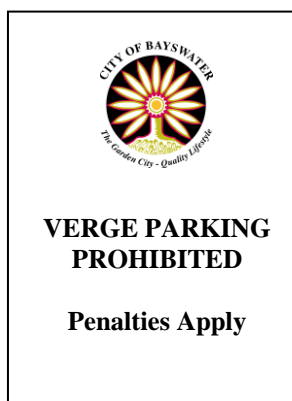 CITY OF BAYSWATER
The Garden City - Quality Lifestyle
VERGE PARKING
PROHIBITED
Penalties Apply